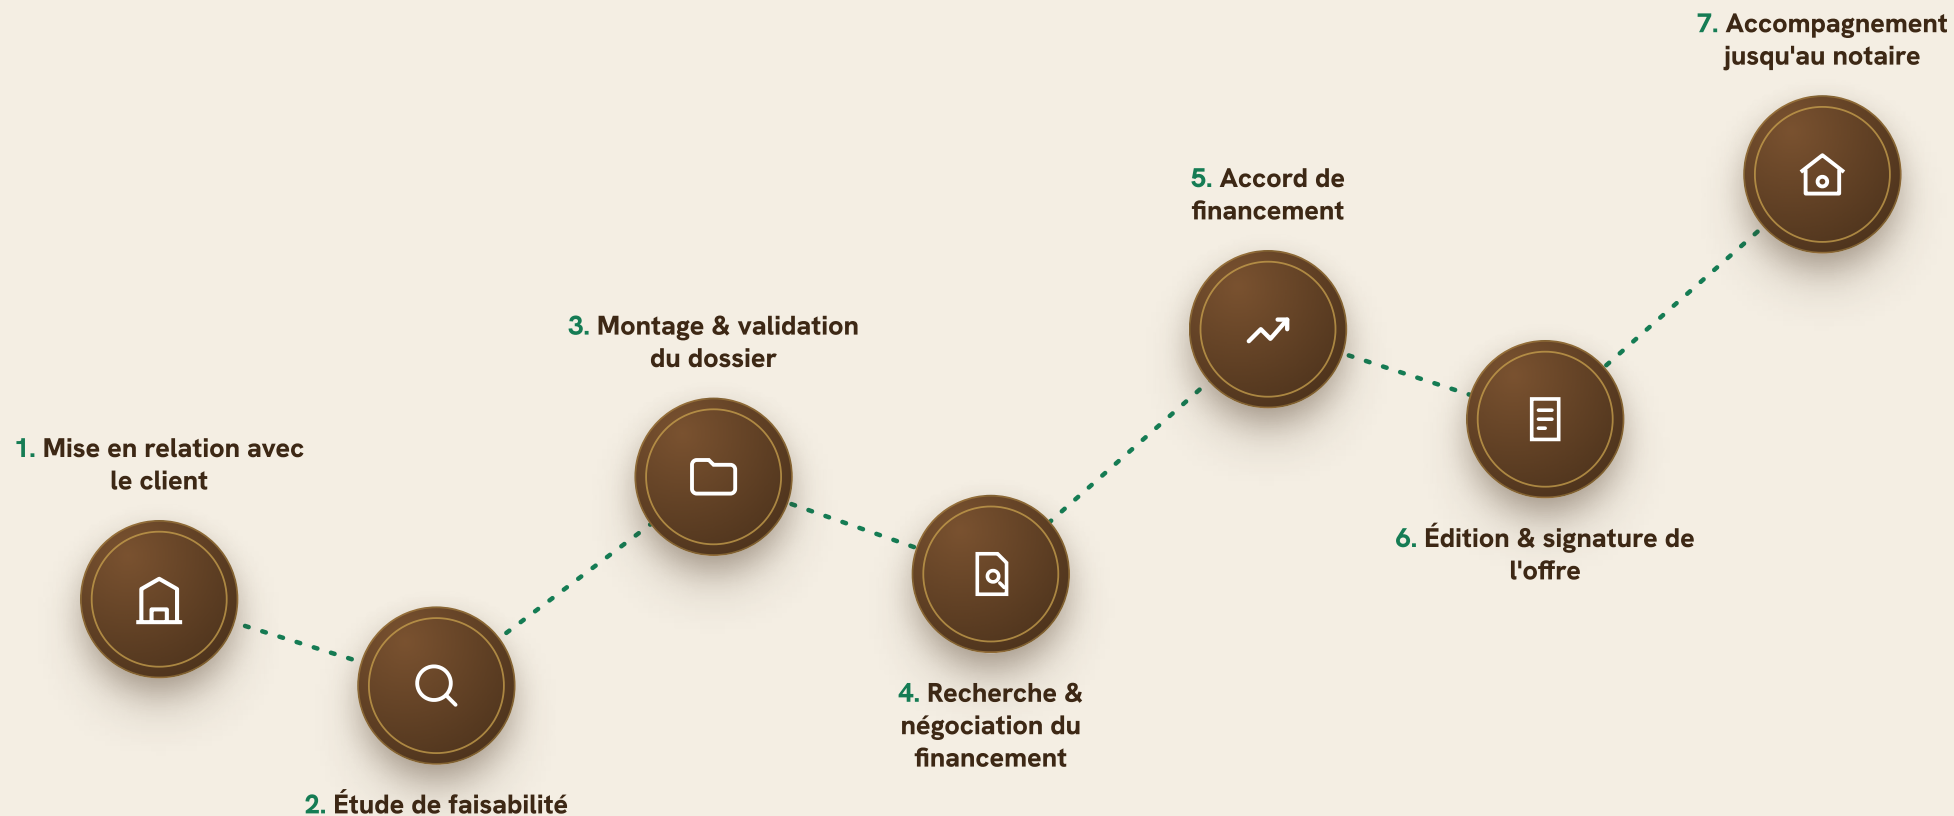 1. Mise en relation avec
le client
2. Étude de faisabilité
3. Montage & validation
du dossier
4. Recherche &
négociation du
financement
5. Accord de
financement
6. Édition & signature de
l'offre
7. Accompagnement
jusqu'au notaire